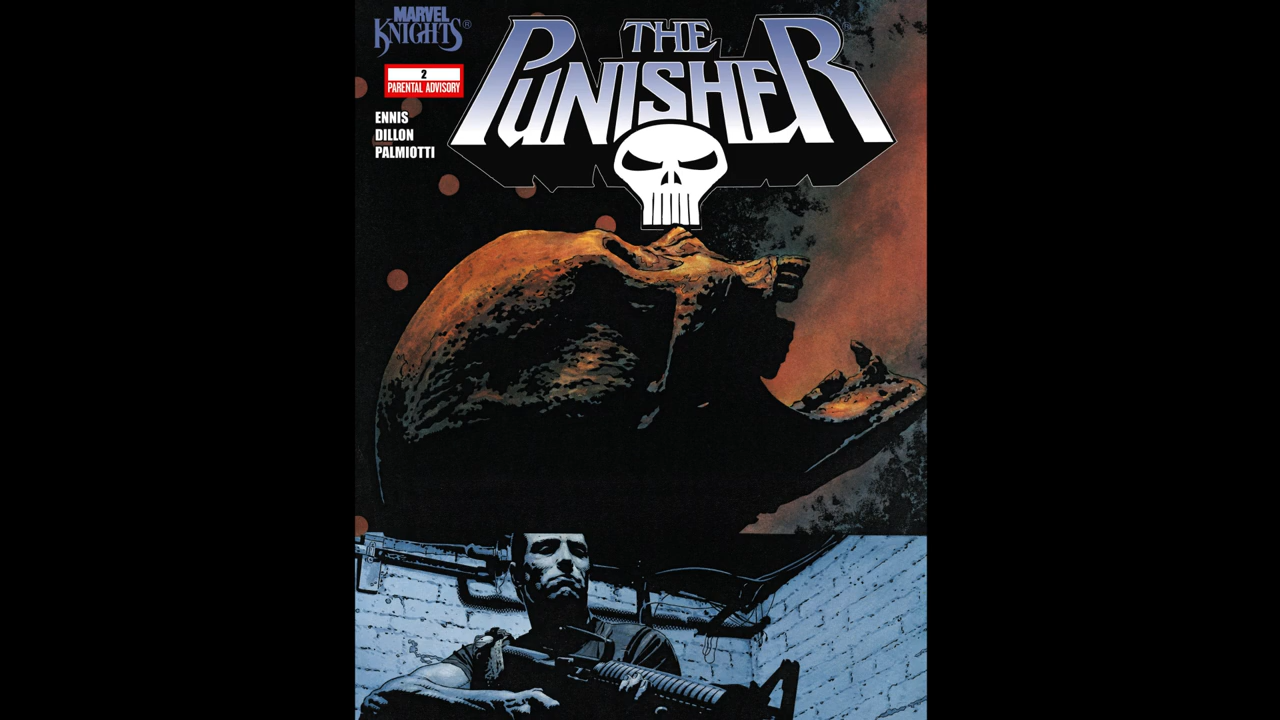 MARVEL
KNIGHTS®
2
PARENTAL ADVISORY
ENNIS
DILLON
PALMIOTTI
THE
PUNISHER